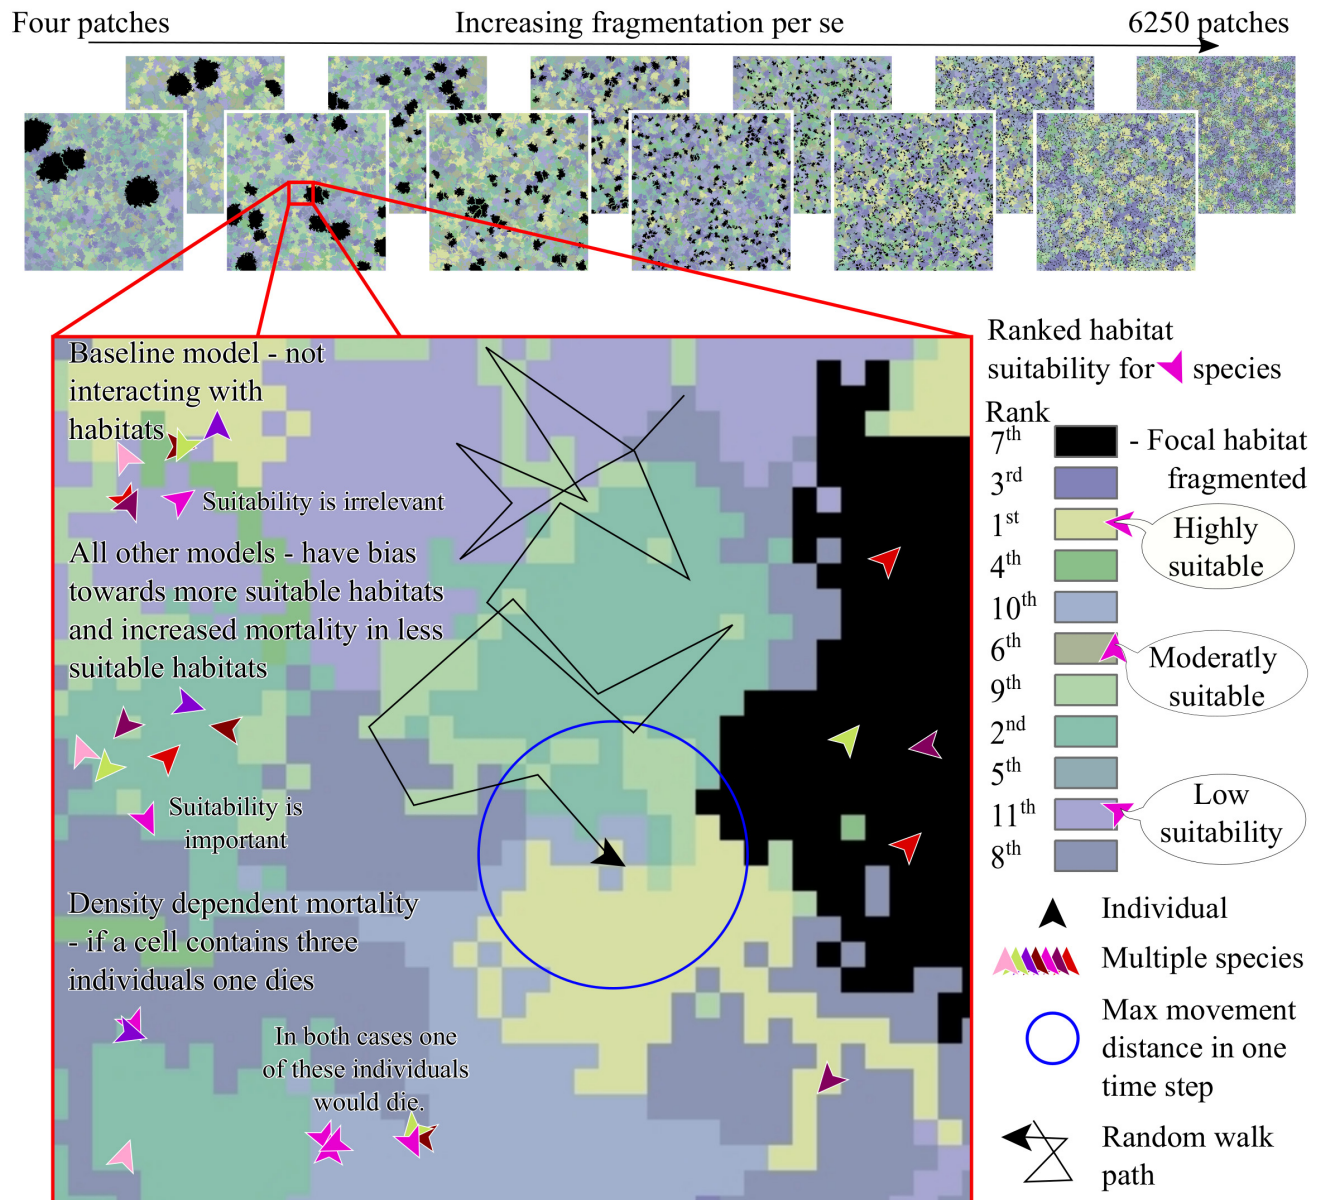 Four patches
Increasing fragmentation per se
6250 patches
Baseline model - not
interacting with
habitats
Suitability is irrelevant
All other models - have bias
towards more suitable habitats
and increased mortality in less
suitable habitats
Suitability is
important
Density dependent mortality
- if a cell contains three
individuals one dies
In both cases one
of these individuals
would die.
Ranked habitat
suitability for species
Rank
7th - Focal habitat
fragmented
3rd
1st
Highly
suitable
4th
10th
6th
Moderatly
suitable
9th
2nd
5th
11th
Low
suitability
8th
Individual
Multiple species
Max movement
distance in one
time step
Random walk
path